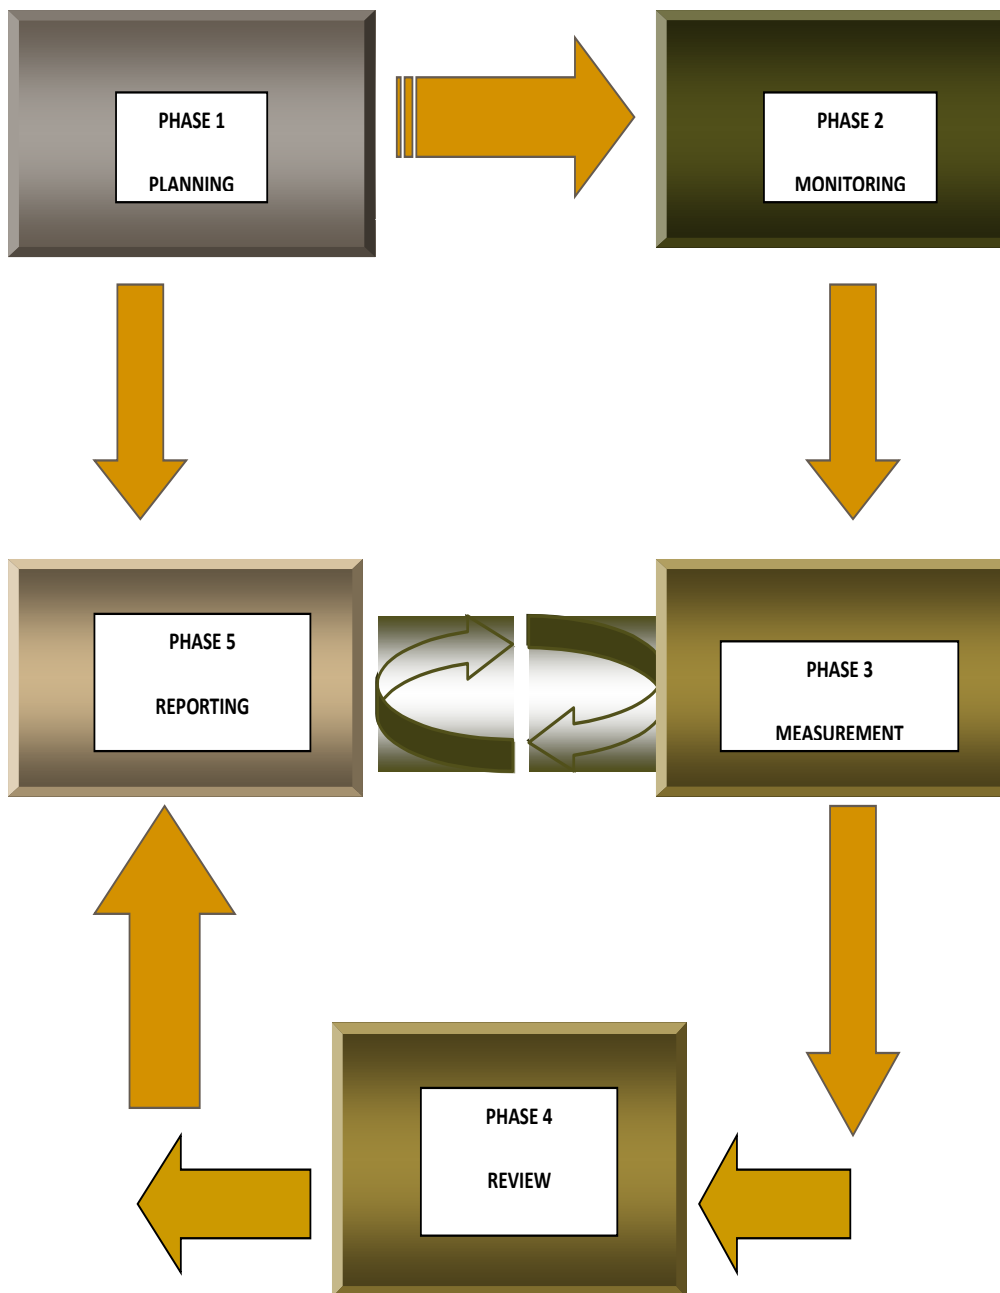 PHASE 1
PLANNING
PHASE 2
MONITORING
PHASE 5
REPORTING
PHASE 3
MEASUREMENT
PHASE 4
REVIEW